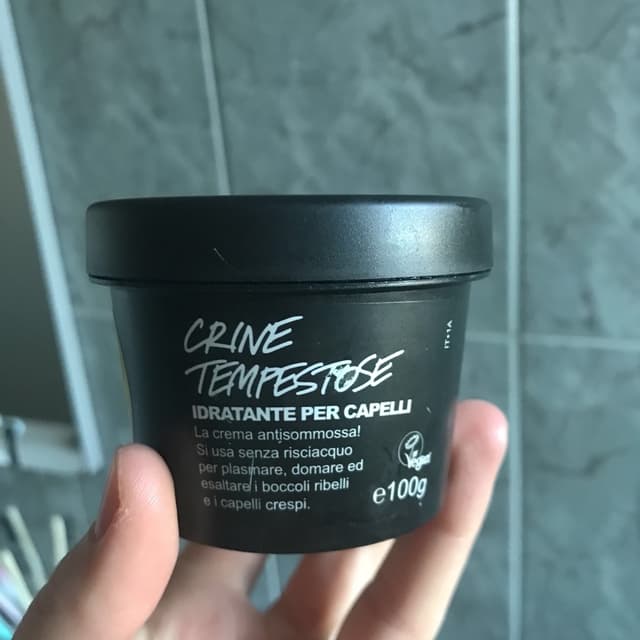 CRINE
TEMPESTOSE
IDRATANTE PER CAPELLI
La crema antisommossa!
Si usa senza risciacquo
per plasmare, domare ed
esaltare i boccoli ribelli
e i capelli crespi.
Vegan
e100g
IT+1A